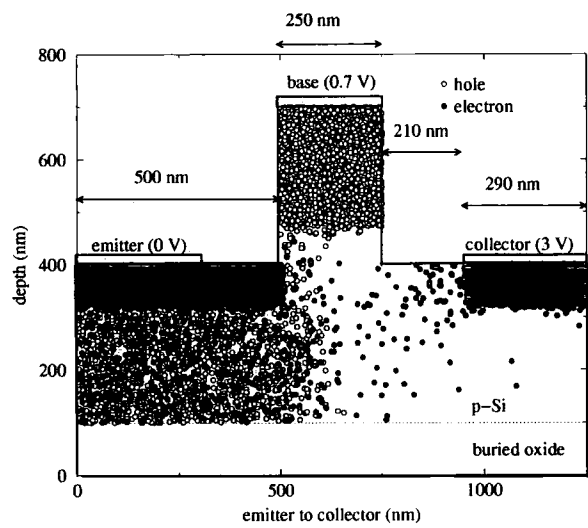 250 nm
800
base (0.7 V)
hole
electron
210 nm
600
500 nm
290 nm
emitter (0 V)
collector (3 V)
400
depth (nm)
200
p-Si
buried oxide
0
0
500
1000
emitter to collector (nm)